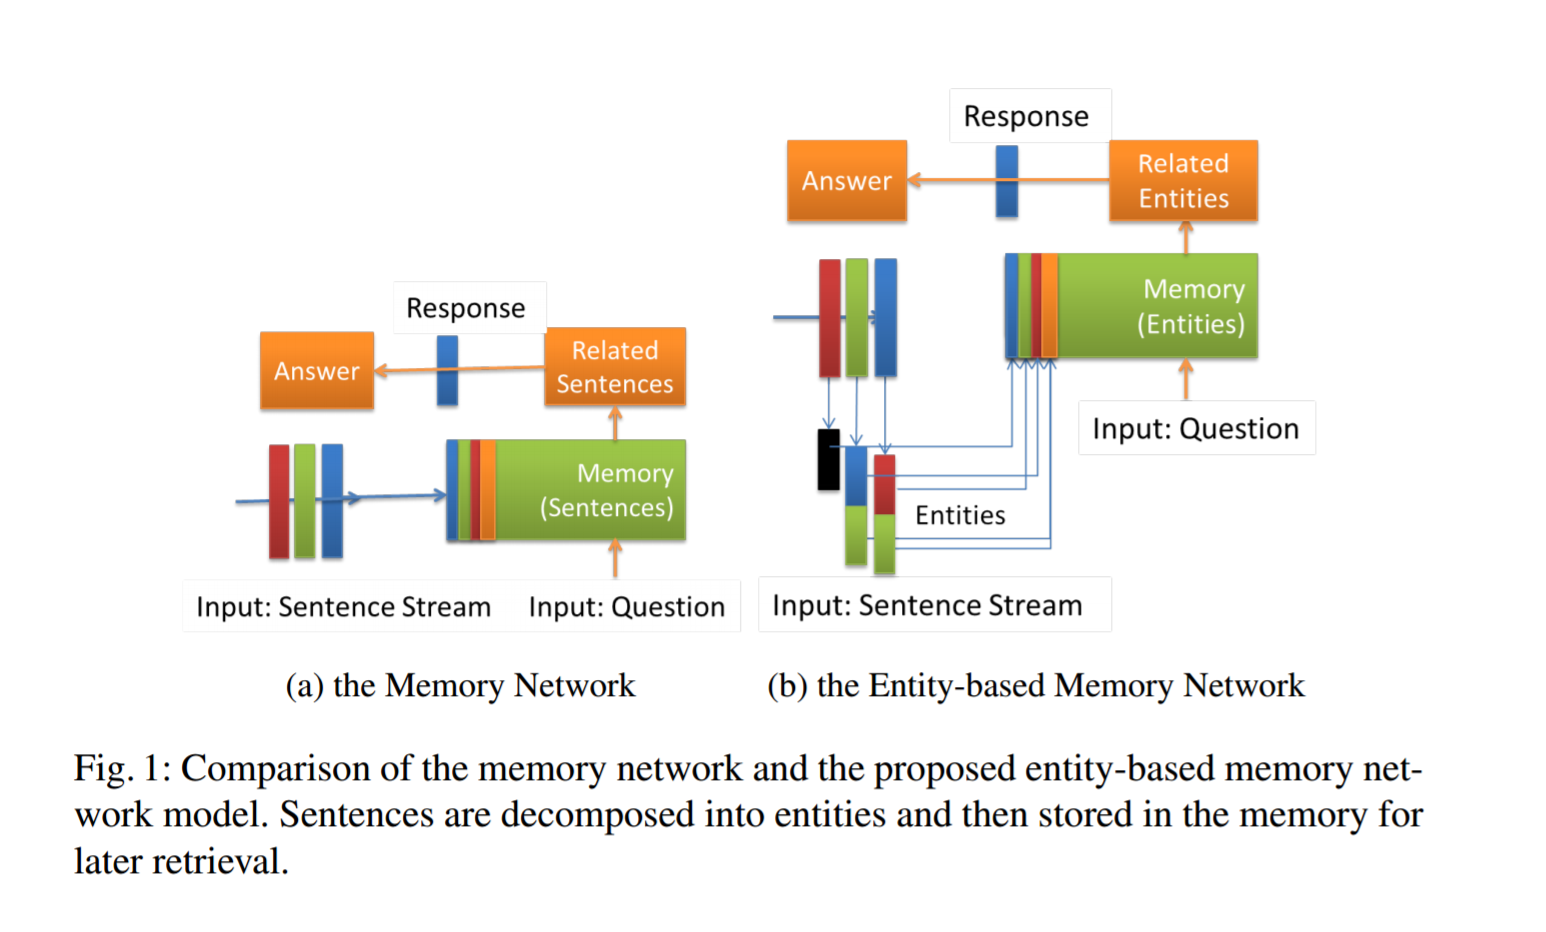 Response
Answer
Related
Sentences
Memory
(Sentences)
Input: Sentence Stream
Input: Question
(a) the Memory Network
Response
Answer
Related
Entities
Memory
(Entities)
Input: Question
Entities
Input: Sentence Stream
(b) the Entity-based Memory Network
Fig. 1: Comparison of the memory network and the proposed entity-based memory net-
work model. Sentences are decomposed into entities and then stored in the memory for
later retrieval.